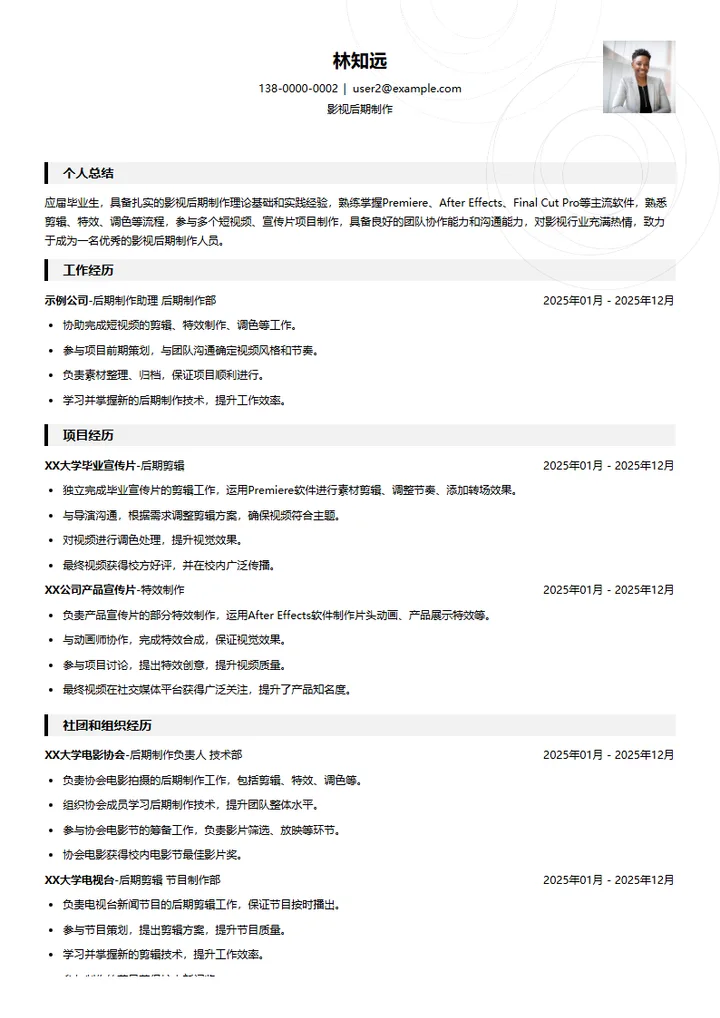 林知远
138-0000-0002 | user2@example.com
影视后期制作
个人总结
应届毕业生，具备扎实的影视后期制作理论基础和实践经验，熟练掌握Premiere、After Effects、Final Cut Pro等主流软件，熟悉
剪辑、特效、调色等流程，参与多个短视频、宣传片项目制作，具备良好的团队协作能力和沟通能力，对影视行业充满热情，致力
于成为一名优秀的影视后期制作人员。
工作经历
示例公司-后期制作助理 后期制作部 2025年01月 - 2025年12月
• 协助完成短视频的剪辑、特效制作、调色等工作。
• 参与项目前期策划，与团队沟通确定视频风格和节奏。
• 负责素材整理、归档，保证项目顺利进行。
• 学习并掌握新的后期制作技术，提升工作效率。
项目经历
XX大学毕业宣传片-后期剪辑 2025年01月 - 2025年12月
• 独立完成毕业宣传片的剪辑工作，运用Premiere软件进行素材剪辑、调整节奏、添加转场效果。
• 与导演沟通，根据需求调整剪辑方案，确保视频符合主题。
• 对视频进行调色处理，提升视觉效果。
• 最终视频获得校方好评，并在校内广泛传播。
XX公司产品宣传片-特效制作 2025年01月 - 2025年12月
• 负责产品宣传片的部分特效制作，运用After Effects软件制作片头动画、产品展示特效等。
• 与动画师协作，完成特效合成，保证视觉效果。
• 参与项目讨论，提出特效创意，提升视频质量。
• 最终视频在社交媒体平台获得广泛关注，提升了产品知名度。
社团和组织经历
XX大学电影协会-后期制作负责人 技术部 2025年01月 - 2025年12月
• 负责协会电影拍摄的后期制作工作，包括剪辑、特效、调色等。
• 组织协会成员学习后期制作技术，提升团队整体水平。
• 参与协会电影节的筹备工作，负责影片筛选、放映等环节。
• 协会电影获得校内电影节最佳影片奖。
XX大学电视台-后期剪辑 节目制作部 2025年01月 - 2025年12月
• 负责电视台新闻节目的后期剪辑工作，保证节目按时播出。
• 参与节目策划，提出剪辑方案，提升节目质量。
• 学习并掌握新的剪辑技术，提升工作效率。